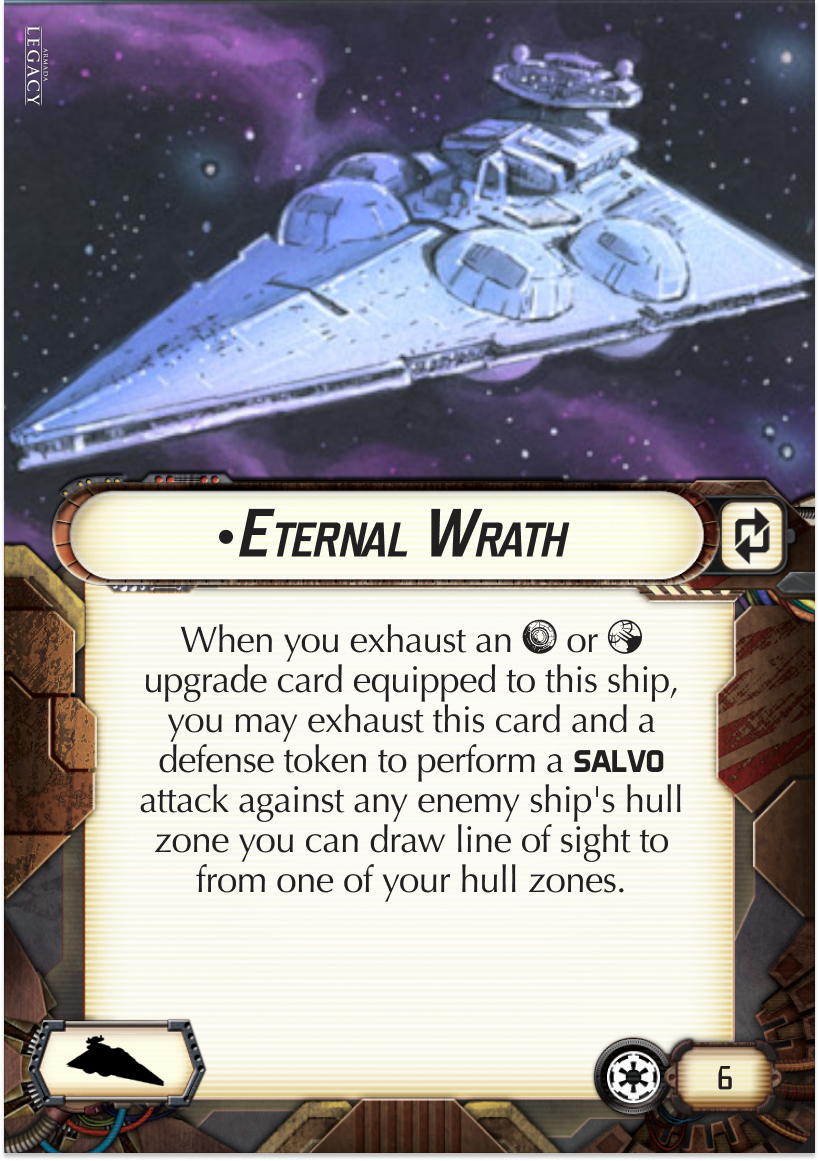 ARMADA
LEGACY
•Eternal Wrath
When you exhaust an or
upgrade card equipped to this ship,
you may exhaust this card and a
defense token to perform a SALVO
attack against any enemy ship's hull
zone you can draw line of sight to
from one of your hull zones.
6